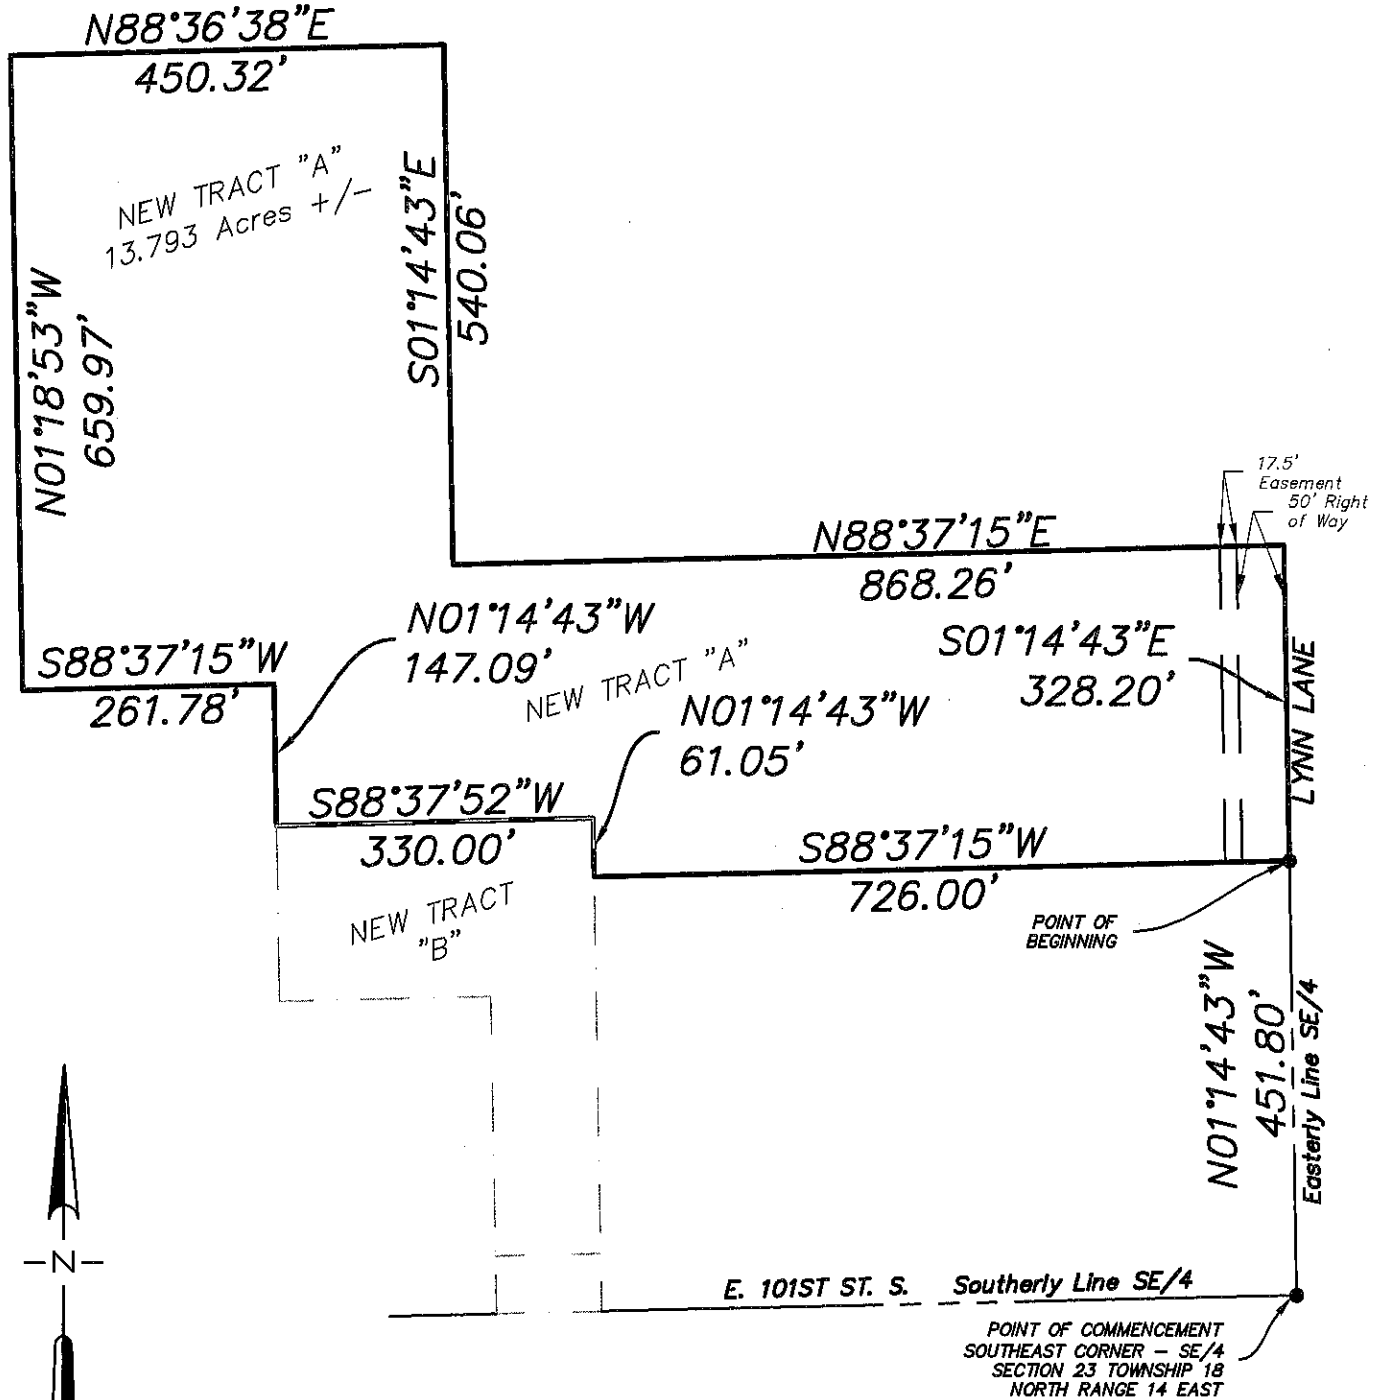 N88°36'38"E
450.32'
NEW TRACT "A"
13.793 Acres +/-
S01°14'43"E
540.06'
N01°18'53"W
659.97'
17.5'
Easement
50' Right
of Way
N88°37'15"E
868.26'
N01°14'43"W
147.09'
S88°37'15"W
261.78'
NEW TRACT "A"
S01°14'43"E
328.20'
LYNN LANE
N01°14'43"W
61.05'
S88°37'52"W
330.00'
S88°37'15"W
726.00'
NEW TRACT
"B"
POINT OF
BEGINNING
N01°14'43"W
451.80'
Easterly Line SE/4
-N-
E. 101ST ST. S. Southerly Line SE/4
POINT OF COMMENCEMENT
SOUTHEAST CORNER - SE/4
SECTION 23 TOWNSHIP 18
NORTH RANGE 14 EAST